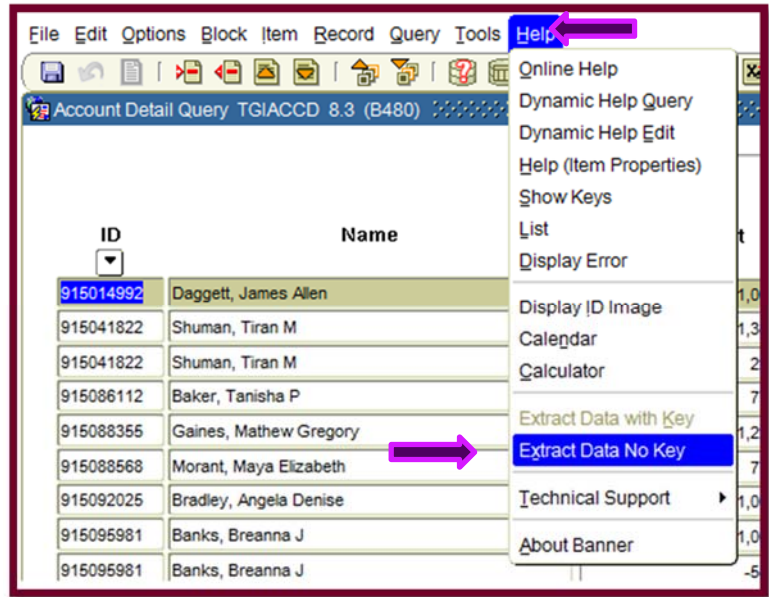 File Edit Options Block Item Record Query Tools Help
Account Detail Query TGIACCD 8.3 (B480)
Online Help
Dynamic Help Query
Dynamic Help Edit
Help (Item Properties)
Show Keys
List
Display Error
Display ID Image
Calendar
Calculator
Extract Data with Key
Extract Data No Key
Technical Support
About Banner
ID Name
915014992 Daggett, James Allen
915041822 Shuman, Tiran M
915041822 Shuman, Tiran M
915086112 Baker, Tanisha P
915088355 Gaines, Mathew Gregory
915088568 Morant, Maya Elizabeth
915092025 Bradley, Angela Denise
915095981 Banks, Breanna J
915095981 Banks, Breanna J